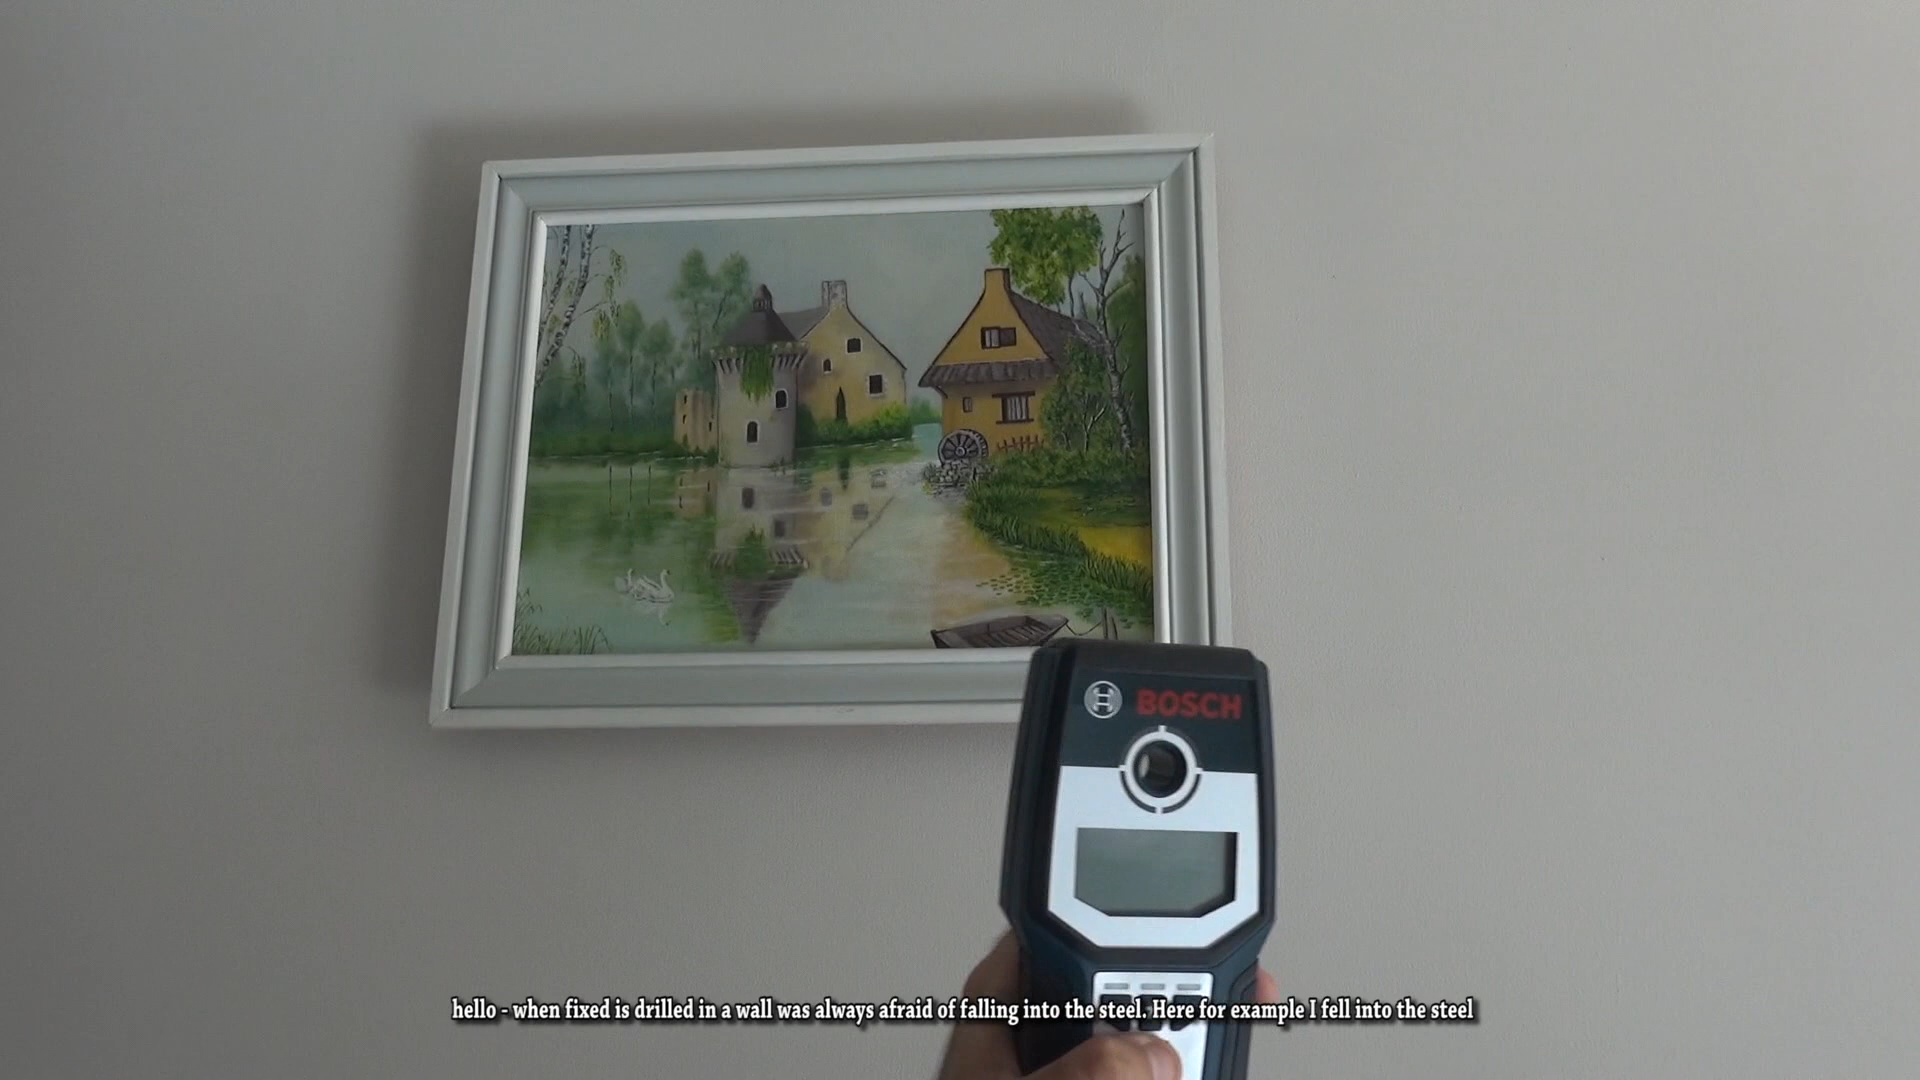 BOSCH
hello - when fixed is drilled in a wall was always afraid of falling into the steel. Here for example I fell into the steel